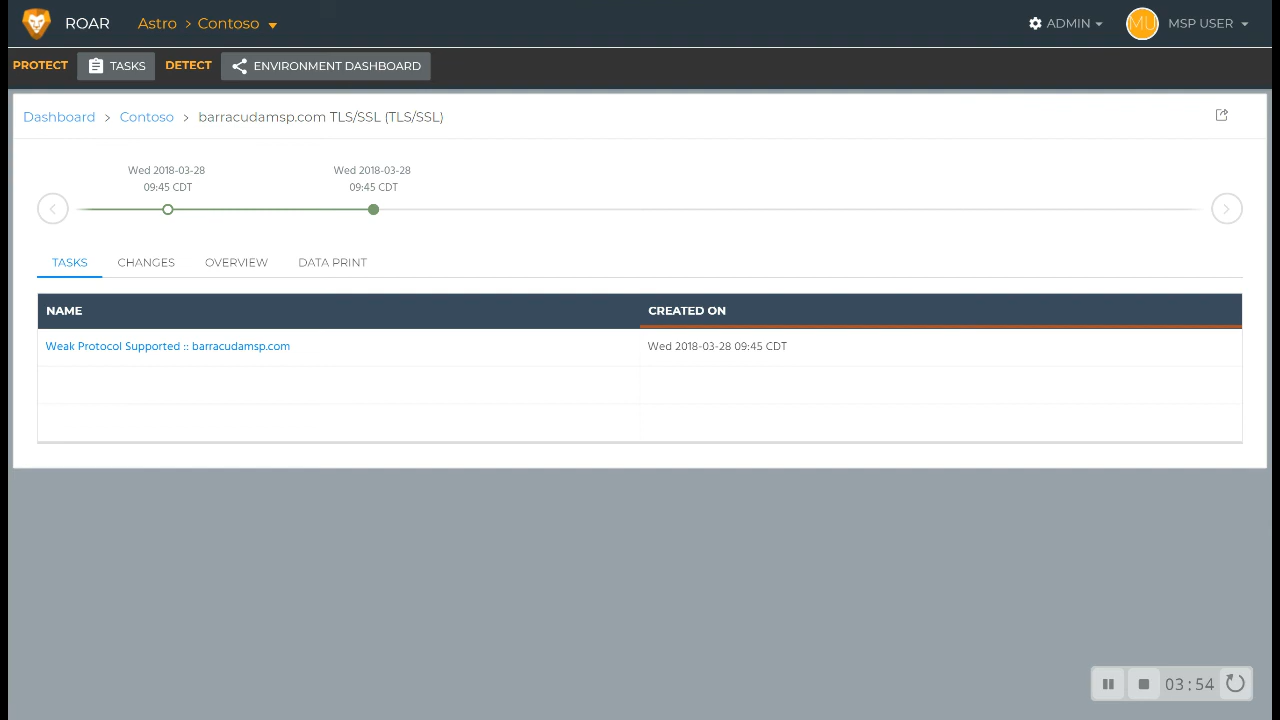 ROAR Astro > Contoso ADMIN MU MSP USER
PROTECT TASKS DETECT ENVIRONMENT DASHBOARD
Dashboard > Contoso > barracudamsp.com TLS/SSL (TLS/SSL)
Wed 2018-03-28 Wed 2018-03-28
09:45 CDT 09:45 CDT
TASKS CHANGES OVERVIEW DATA PRINT
NAME CREATED ON
Weak Protocol Supported :: barracudamsp.com Wed 2018-03-28 09:45 CDT
03:54